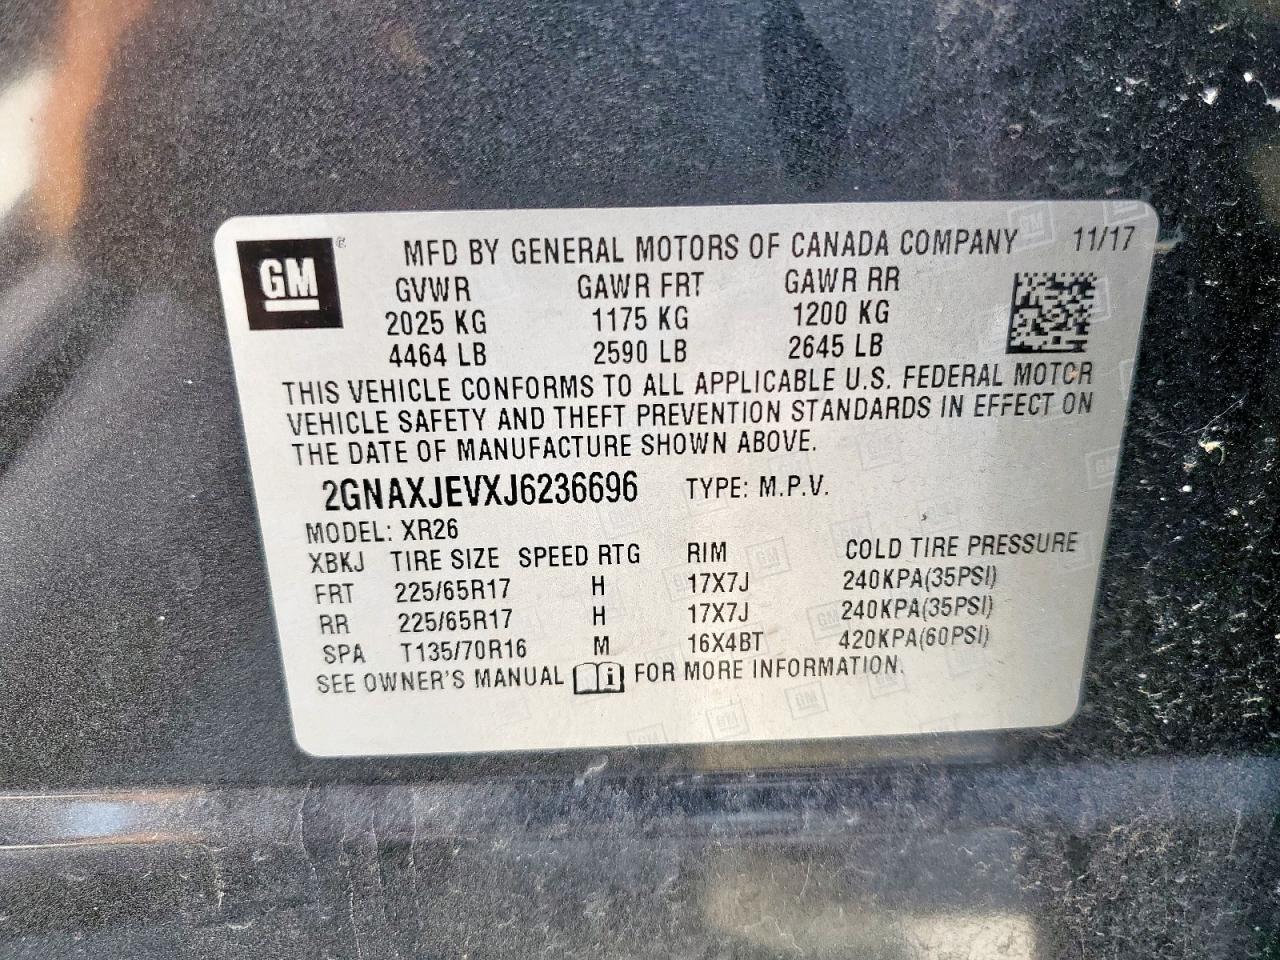 GM ® MFD BY GENERAL MOTORS OF CANADA COMPANY 11/17
GVWR GAWR FRT GAWR RR
2025 KG 1175 KG 1200 KG
4464 LB 2590 LB 2645 LB
THIS VEHICLE CONFORMS TO ALL APPLICABLE U.S. FEDERAL MOTOR
VEHICLE SAFETY AND THEFT PREVENTION STANDARDS IN EFFECT ON
THE DATE OF MANUFACTURE SHOWN ABOVE.
2GNAXJEVXJ6236696 TYPE: M.P.V.
MODEL: XR26
XBKJ TIRE SIZE SPEED RTG RIM COLD TIRE PRESSURE
FRT 225/65R17 H 17X7J 240KPA(35PSI)
RR 225/65R17 H 17X7J 240KPA(35PSI)
SPA T135/70R16 M 16X4BT 420KPA(60PSI)
SEE OWNER'S MANUAL FOR MORE INFORMATION.